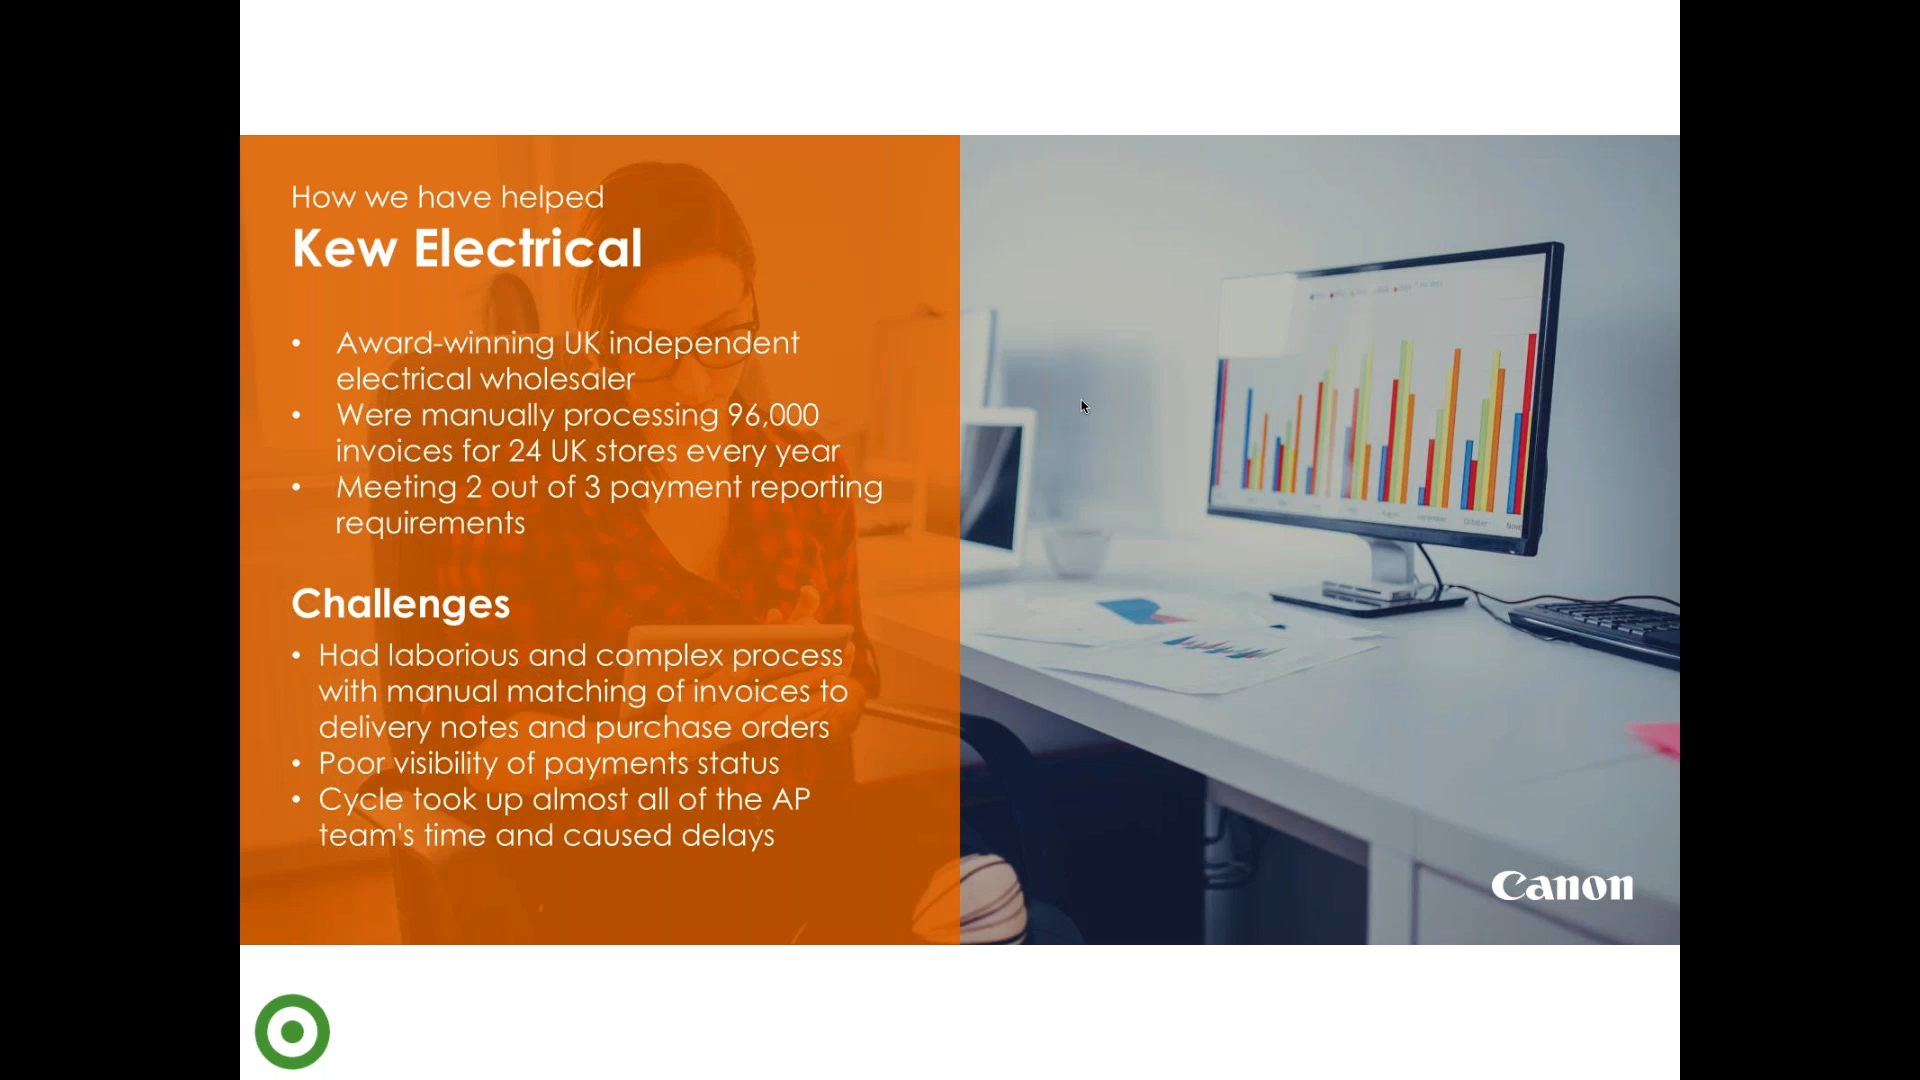 How we have helped
Kew Electrical
• Award-winning UK independent
electrical wholesaler
• Were manually processing 96,000
invoices for 24 UK stores every year
• Meeting 2 out of 3 payment reporting
requirements
Challenges
• Had laborious and complex process
with manual matching of invoices to
delivery notes and purchase orders
• Poor visibility of payments status
• Cycle took up almost all of the AP
team's time and caused delays
August
September
October
Canon